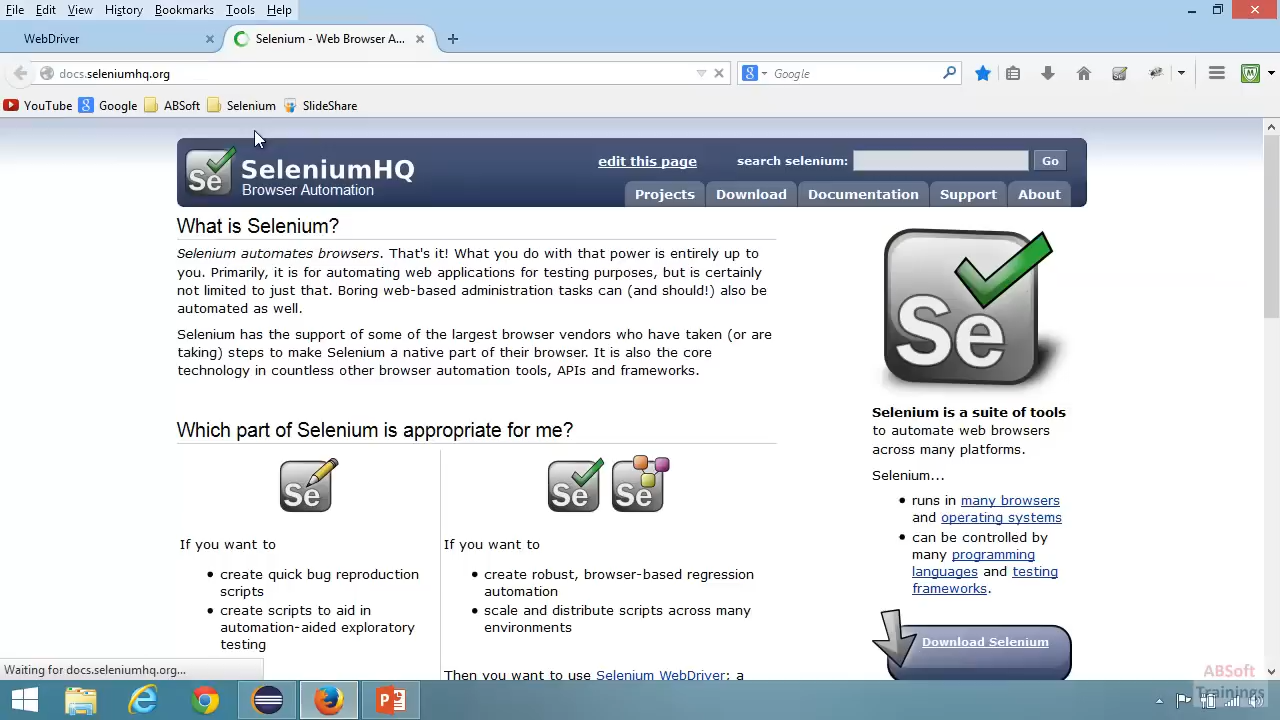 File Edit View History Bookmarks Tools Help
WebDriver
Selenium - Web Browser A...
docs.seleniumhq.org
Google
YouTube Google ABSoft Selenium SlideShare
Se SeleniumHQ
Browser Automation
edit this page
search selenium:
Go
Projects Download Documentation Support About
What is Selenium?
Selenium automates browsers. That's it! What you do with that power is entirely up to
you. Primarily, it is for automating web applications for testing purposes, but is certainly
not limited to just that. Boring web-based administration tasks can (and should!) also be
automated as well.
Selenium has the support of some of the largest browser vendors who have taken (or are
taking) steps to make Selenium a native part of their browser. It is also the core
technology in countless other browser automation tools, APIs and frameworks.
Which part of Selenium is appropriate for me?
Se
If you want to
create quick bug reproduction
scripts
create scripts to aid in
automation-aided exploratory
testing
Se Se
If you want to
create robust, browser-based regression
automation
scale and distribute scripts across many
environments
Then you want to use Selenium WebDriver; a
Se
Selenium is a suite of tools
to automate web browsers
across many platforms.
Selenium...
runs in many browsers
and operating systems
can be controlled by
many programming
languages and testing
frameworks.
Download Selenium
Waiting for docs.seleniumhq.org...
ABSoft
Trainings